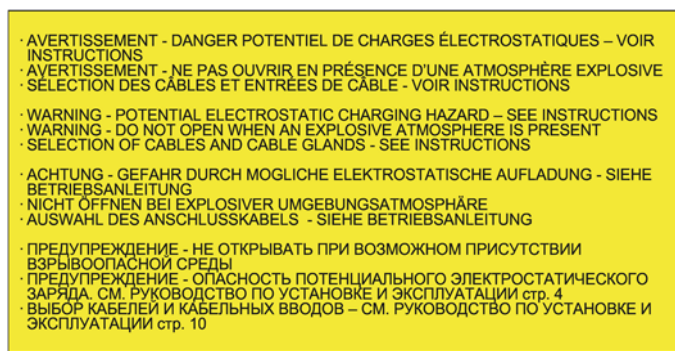 · AVERTISSEMENT - DANGER POTENTIEL DE CHARGES ÉLECTROSTATIQUES – VOIR
INSTRUCTIONS
· AVERTISSEMENT - NE PAS OUVRIR EN PRÉSENCE D'UNE ATMOSPHÈRE EXPLOSIVE
· SÉLECTION DES CÂBLES ET ENTRÉES DE CÂBLE - VOIR INSTRUCTIONS
· WARNING - POTENTIAL ELECTROSTATIC CHARGING HAZARD – SEE INSTRUCTIONS
· WARNING - DO NOT OPEN WHEN AN EXPLOSIVE ATMOSPHERE IS PRESENT
· SELECTION OF CABLES AND CABLE GLANDS - SEE INSTRUCTIONS
· ACHTUNG - GEFAHR DURCH MOGLICHE ELEKTROSTATISCHE AUFLADUNG - SIEHE
BETRIEBSANLEITUNG
· NICHT ÖFFNEN BEI EXPLOSIVER UMGEBUNGSATMOSPHÄRE
· AUSWAHL DES ANSCHLUSSKABELS - SIEHE BETRIEBSANLEITUNG
· ПРЕДУПРЕЖДЕНИЕ - НЕ ОТКРЫВАТЬ ПРИ ВОЗМОЖНОМ ПРИСУТСТВИИ
ВЗРЫВООПАСНОЙ СРЕДЫ
· ПРЕДУПРЕЖДЕНИЕ - ОПАСНОСТЬ ПОТЕНЦИАЛЬНОГО ЭЛЕКТРОСТАТИЧЕСКОГО
ЗАРЯДА. СМ. РУКОВОДСТВО ПО УСТАНОВКЕ И ЭКСПЛУАТАЦИИ стр. 4
· ВЫБОР КАБЕЛЕЙ И КАБЕЛЬНЫХ ВВОДОВ – СМ. РУКОВОДСТВО ПО УСТАНОВКЕ И
ЭКСПЛУАТАЦИИ стр. 10